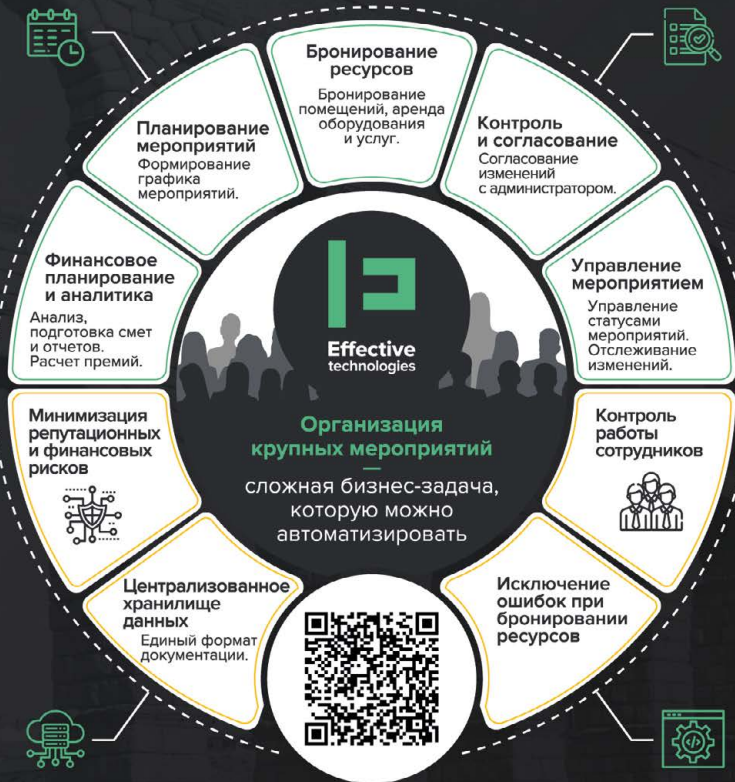 Бронирование
ресурсов
Бронирование
помещений, аренда
оборудования
и услуг.
Планирование
мероприятий
Формирование
графика
мероприятий.
Контроль
и согласование
Согласование
изменений
с администратором.
Финансовое
планирование
и аналитика
Анализ,
подготовка смет
и отчетов.
Расчет премий.
Управление
мероприятием
Управление
статусами
мероприятий.
Отслеживание
изменений.
Effective
technologies
Организация
крупных мероприятий
—
сложная бизнес-задача,
которую можно
автоматизировать
Минимизация
репутационных
и финансовых
рисков
Контроль
работы
сотрудников
Централизованное
хранилище
данных
Единый формат
документации.
Исключение
ошибок при
бронировании
ресурсов